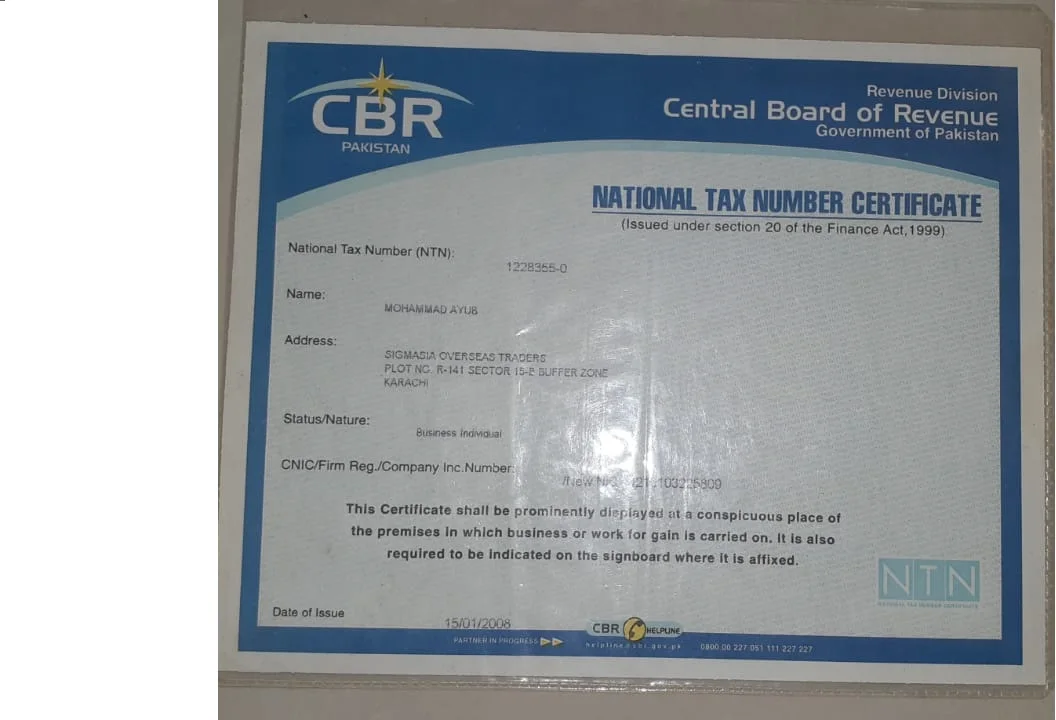 CBR
PAKISTAN
Revenue Division
Central Board of Revenue
Government of Pakistan
NATIONAL TAX NUMBER CERTIFICATE
(Issued under section 20 of the Finance Act,1999)
National Tax Number (NTN):
1228355-0
Name:
MOHAMMAD AYUB
Address:
SIGMASIA OVERSEAS TRADERS
PLOT NO. R-141 SECTOR BUFFER ZONE
KARACHI
Status/Nature:
Business Individual
CNIC/Firm Reg./Company Inc.Number:
/New
This Certificate shall be prominently displayed at a conspicuous place of
the premises in which business or work for gain is carried on. It is also
required to be indicated on the signboard where it is affixed.
NTN
NATIONAL TAX NUMBER CERTIFICATE
Date of Issue
15/01/2008
PARTNER IN PROGRESS
CBR HELPLINE
0800 00 227 051 111 227 227